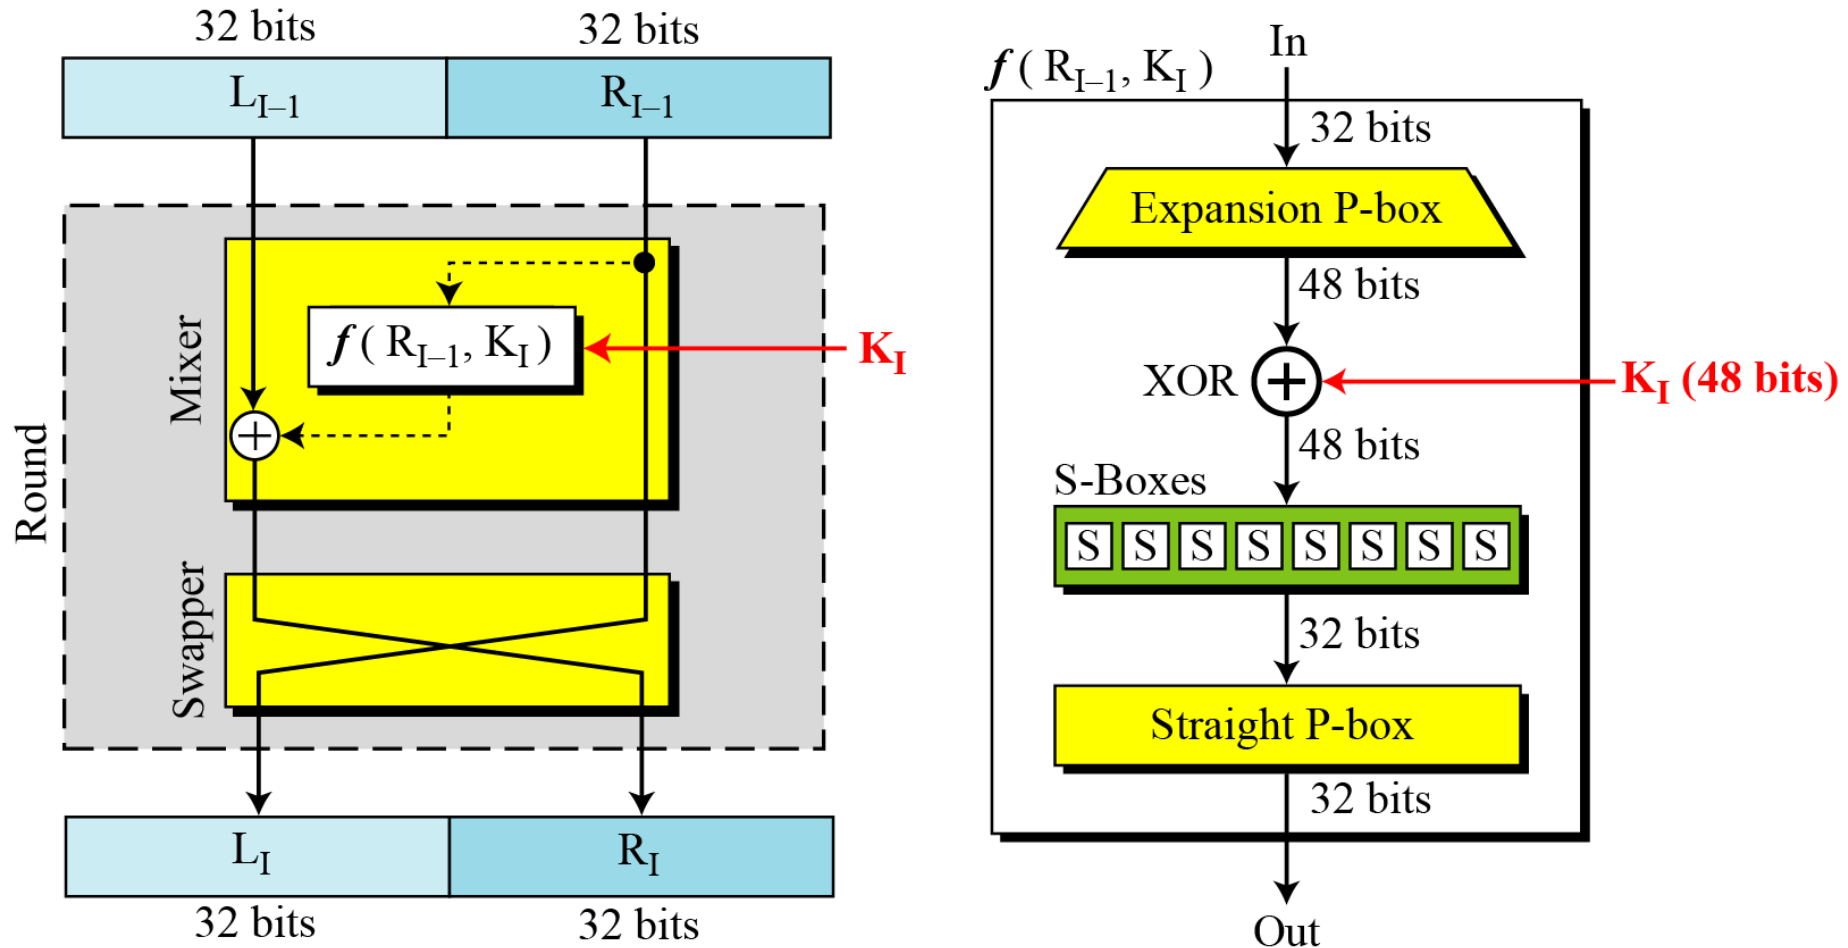 32 bits 32 bits
L_{I–1} R_{I–1}
Round
Mixer
f ( R_{I–1}, K_I )
K_I
Swapper
L_I R_I
32 bits 32 bits
f ( R_{I–1}, K_I )
In
32 bits
Expansion P-box
48 bits
XOR
K_I (48 bits)
48 bits
S-Boxes
S S S S S S S S
32 bits
Straight P-box
32 bits
Out